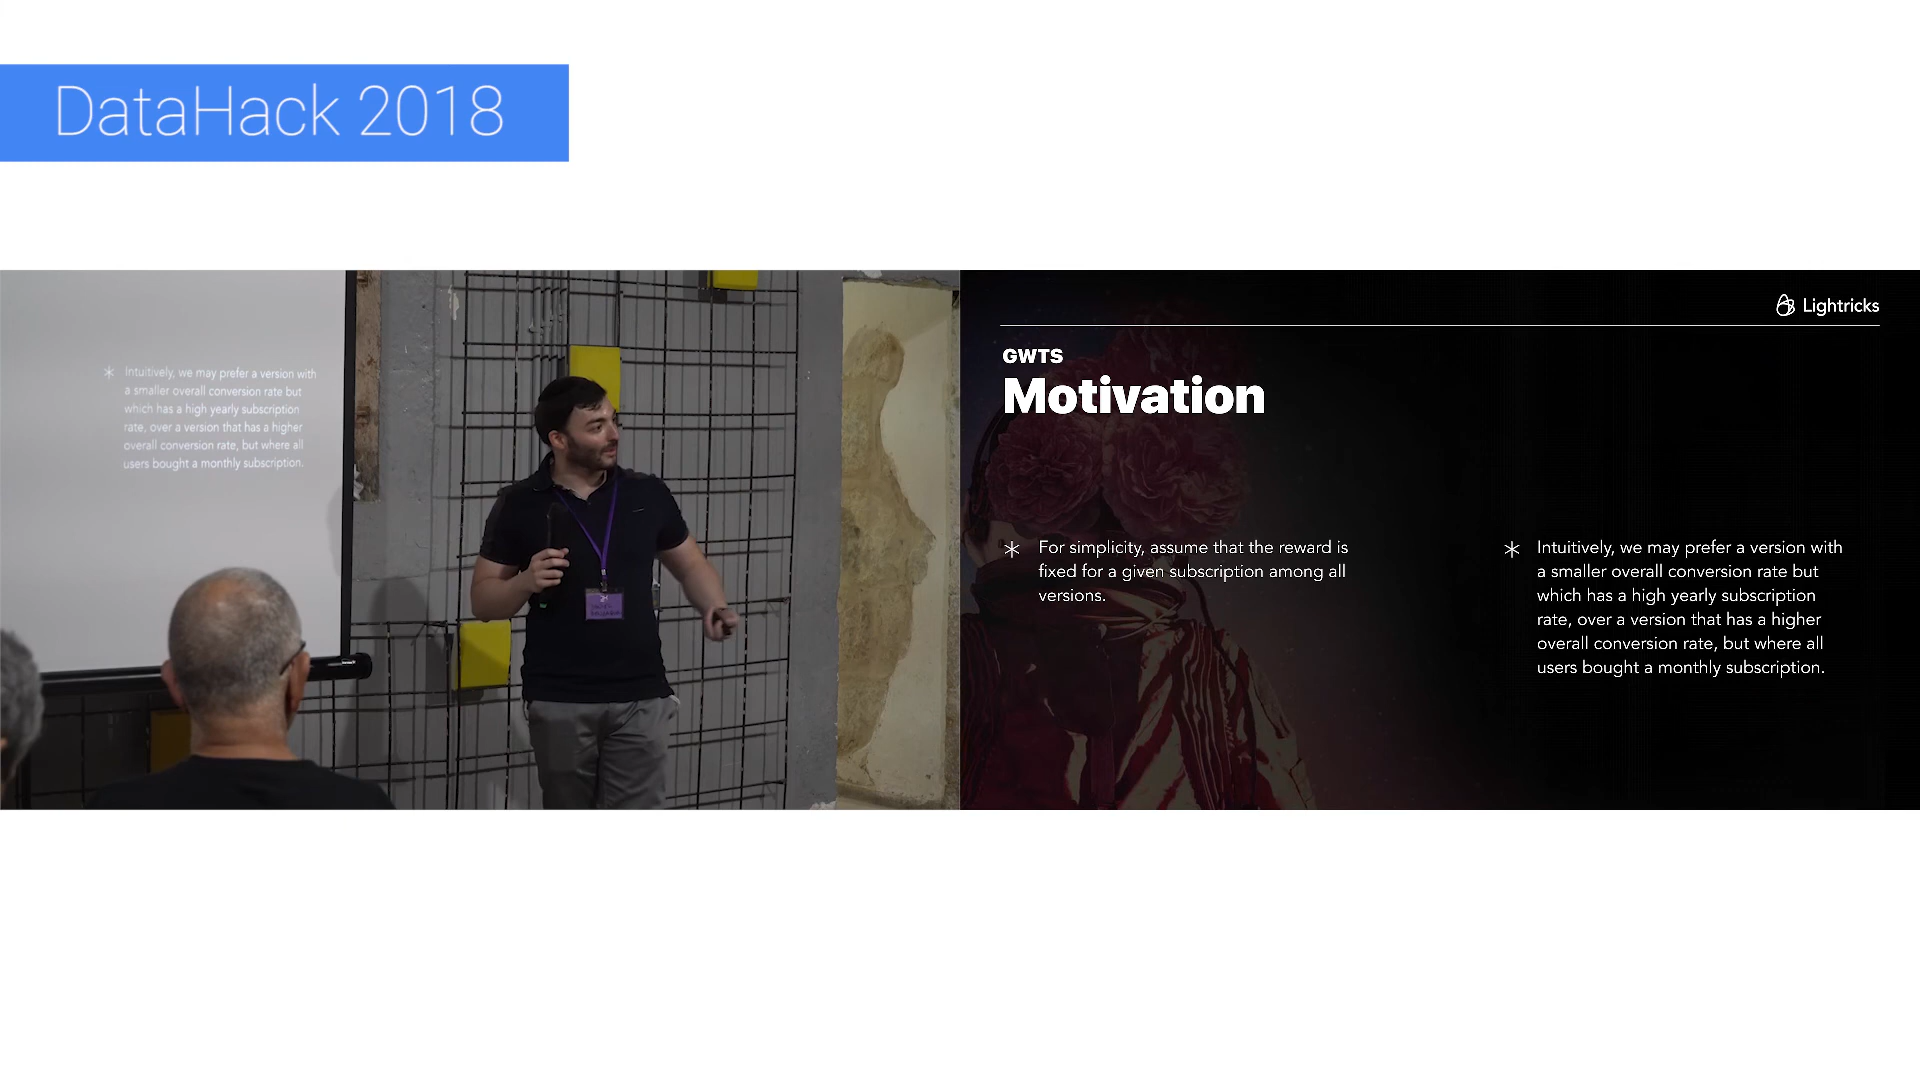 DataHack 2018
Intuitively, we may prefer a version with
a smaller overall conversion rate but
which has a high yearly subscription
rate, over a version that has a higher
overall conversion rate, but where all
users bought a monthly subscription.
Lightricks
GWTS
Motivation
For simplicity, assume that the reward is
fixed for a given subscription among all
versions.
Intuitively, we may prefer a version with
a smaller overall conversion rate but
which has a high yearly subscription
rate, over a version that has a higher
overall conversion rate, but where all
users bought a monthly subscription.